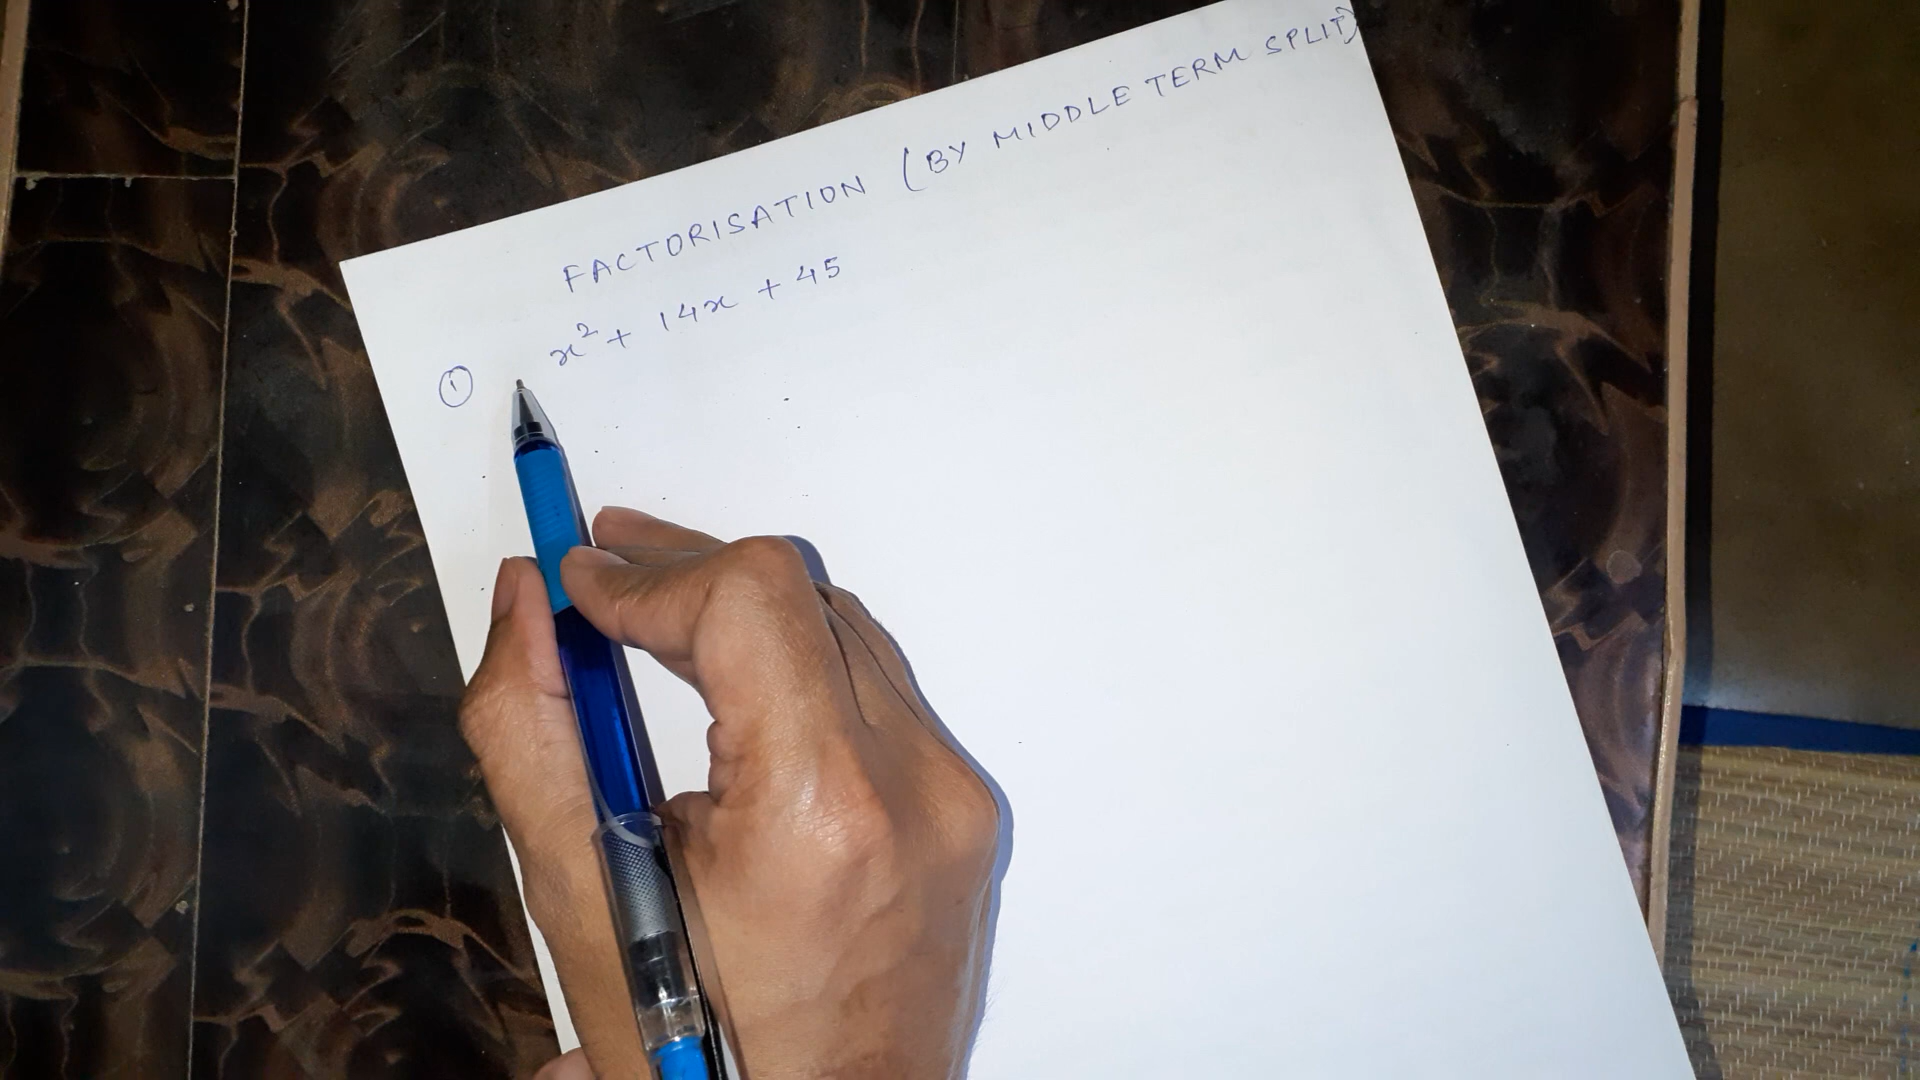 FACTORISATION (BY MIDDLE TERM SPLIT)
① x² + 14x + 45